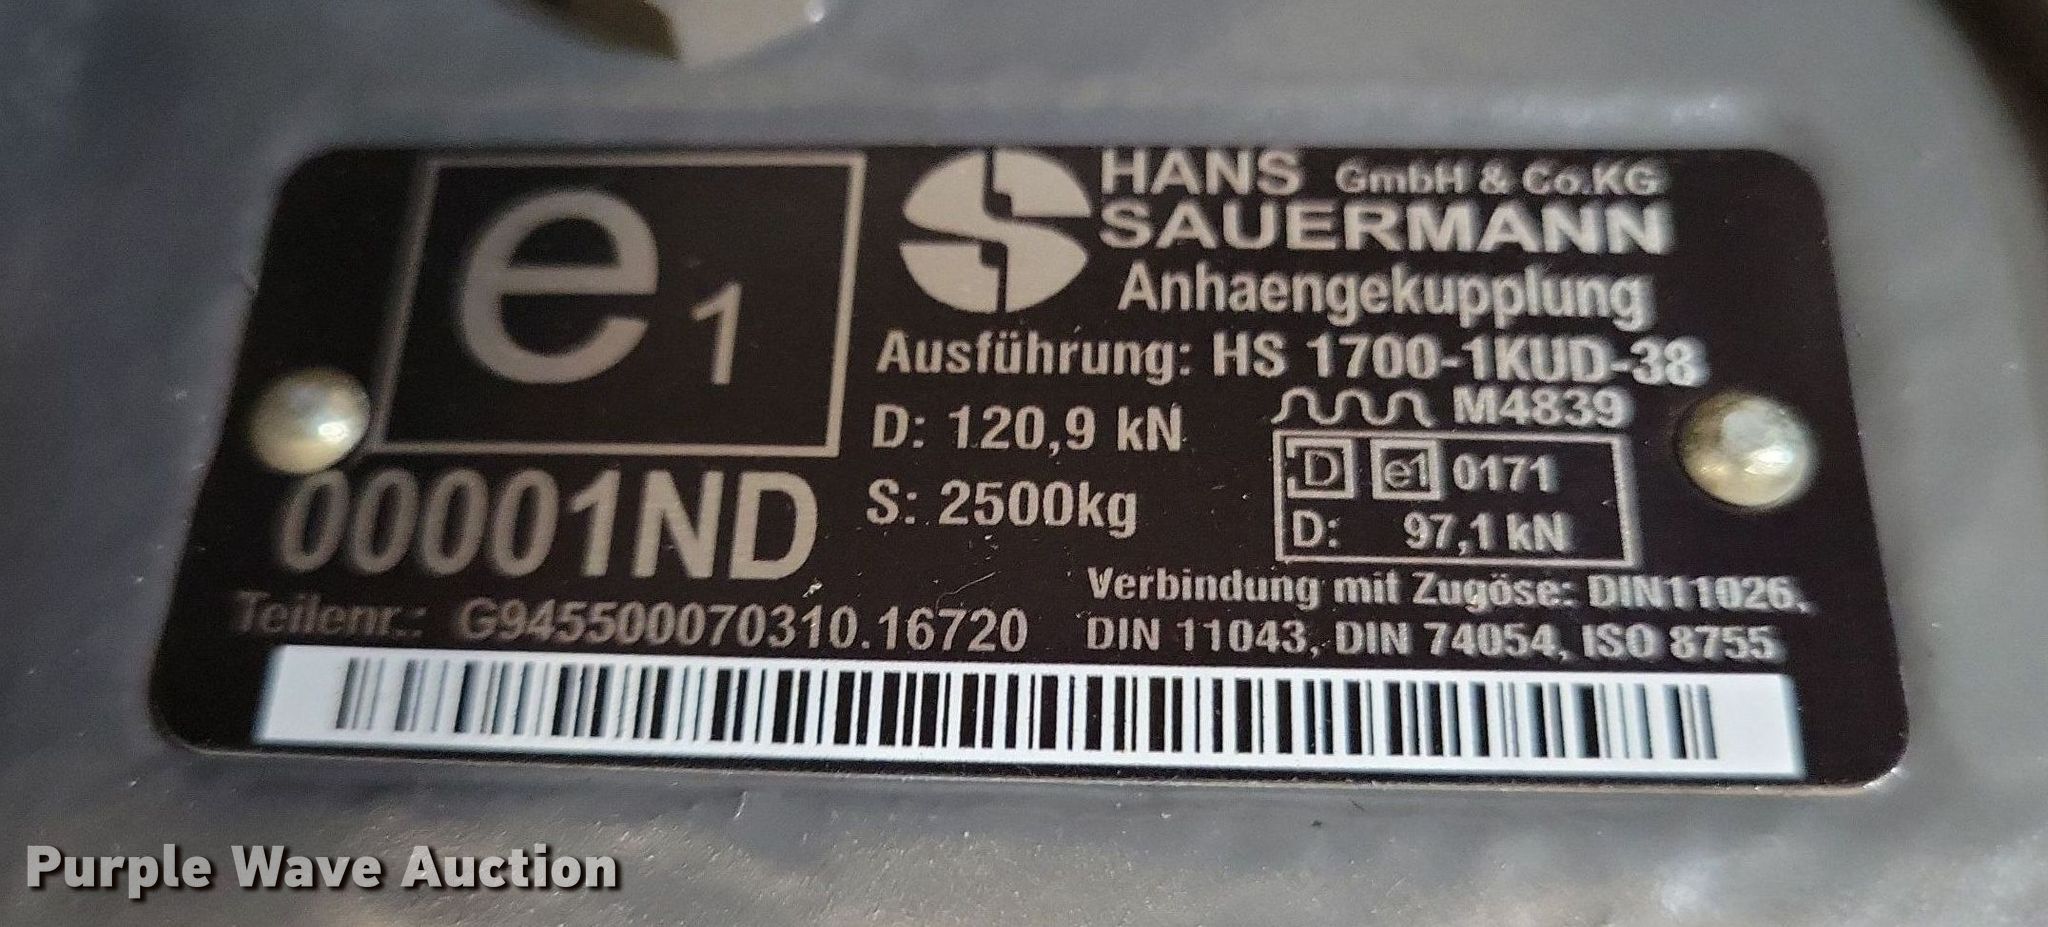 e1
00001ND
HANS GmbH & Co.KG
SAUERMANN
Anhaengekupplung
Ausführung: HS 1700-1KUD-38
D: 120,9 kN
M4839
S: 2500kg
D e1 0171
D: 97,1 kN
Verbindung mit Zugöse: DIN11026,
DIN 11043, DIN 74054, ISO 8755
Teilenr.: G945500070310.16720
Purple Wave Auction